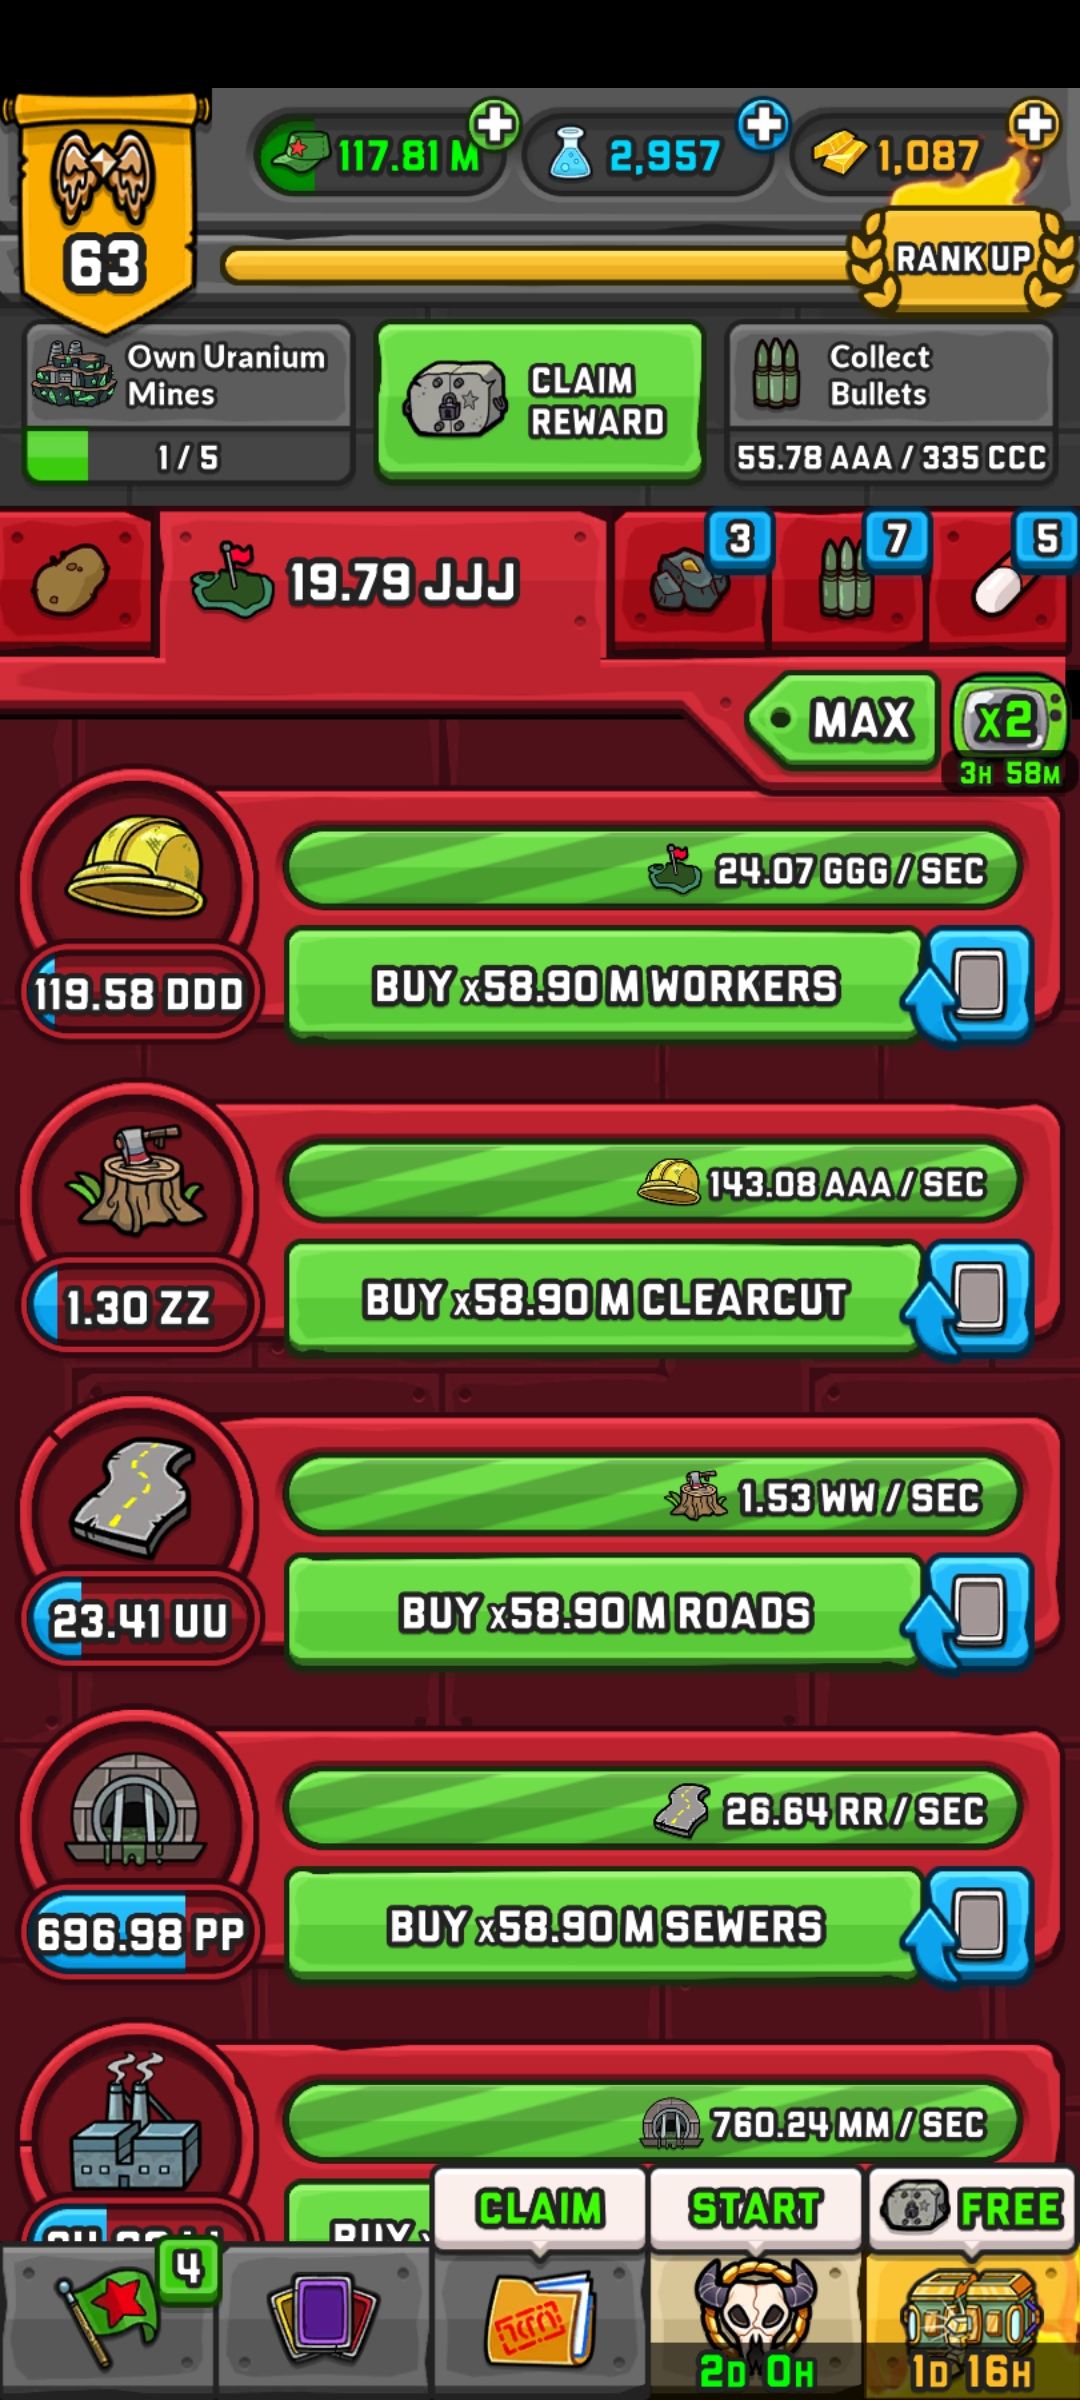 117.81 M
2,957
1,087
63
RANK UP
Own Uranium
Mines
1 / 5
CLAIM
REWARD
Collect
Bullets
55.78 AAA / 335 CCC
19.79 JJJ
3
7
5
MAX
x2
3H 58M
24.07 GGG / SEC
119.58 DDD
BUY x58.90 M WORKERS
143.08 AAA / SEC
1.30 ZZ
BUY x58.90 M CLEARCUT
1.53 WW / SEC
23.41 UU
BUY x58.90 M ROADS
26.64 RR / SEC
696.98 PP
BUY x58.90 M SEWERS
760.24 MM / SEC
BUY
CLAIM
START
FREE
4
2D 0H
1D 16H